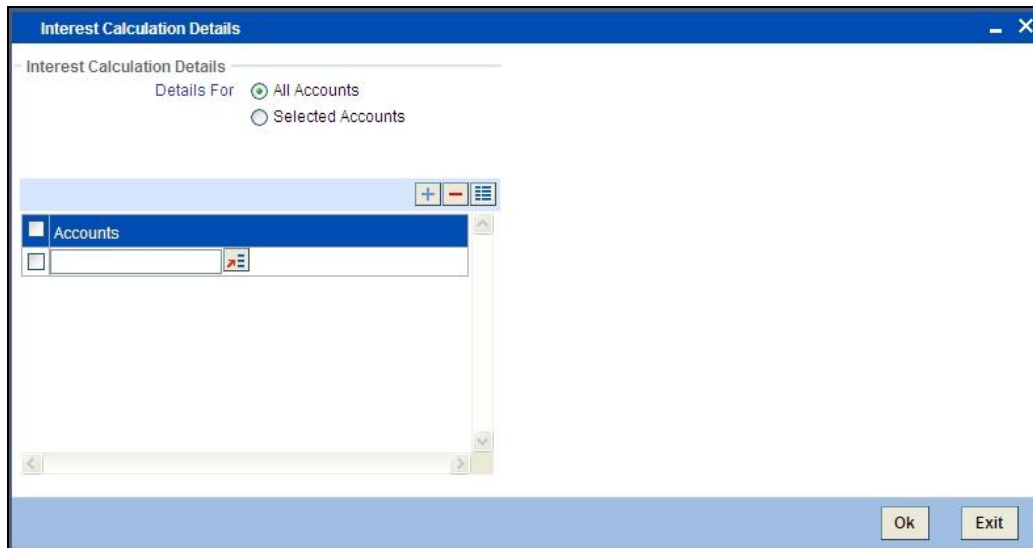 Interest Calculation Details
Interest Calculation Details
Details For All Accounts
Selected Accounts
Accounts
Ok Exit